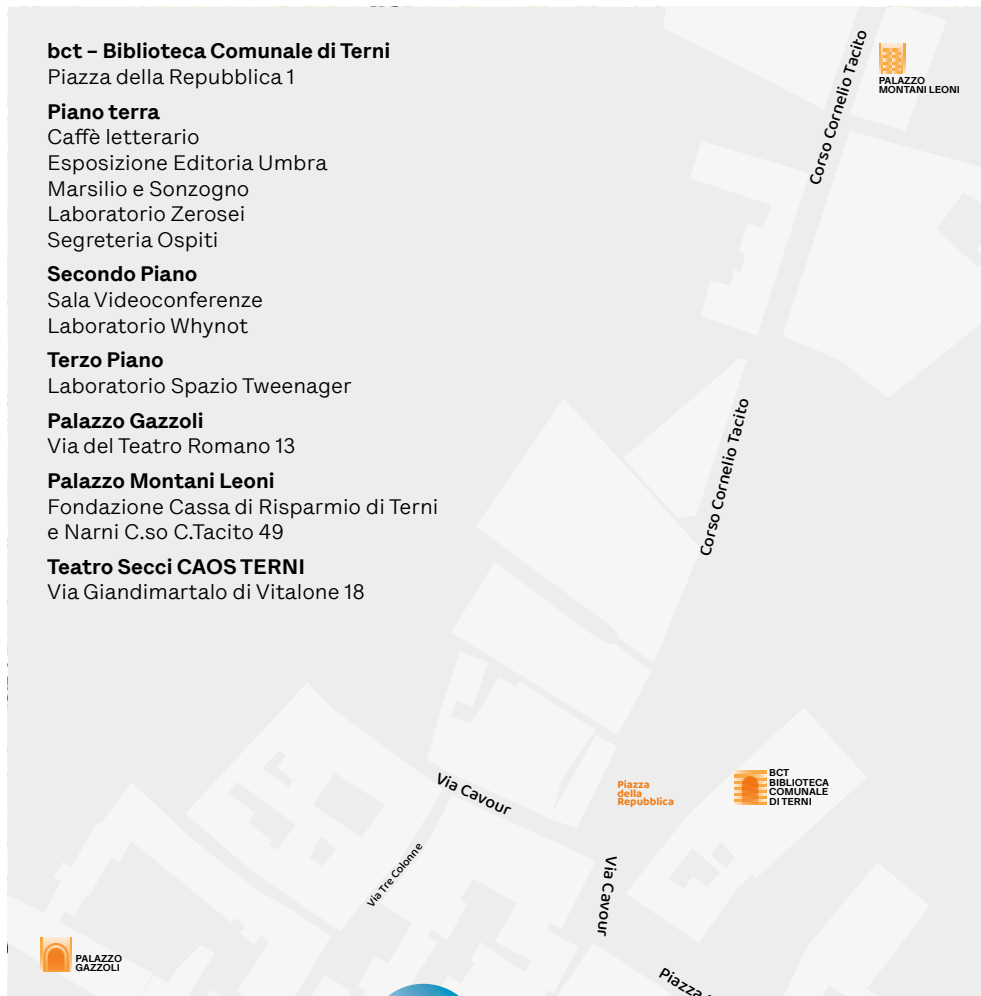 bct – Biblioteca Comunale di Terni
Piazza della Repubblica 1
Piano terra
Caffè letterario
Esposizione Editoria Umbra
Marsilio e Sonzogno
Laboratorio Zerosei
Segreteria Ospiti
Secondo Piano
Sala Videoconferenze
Laboratorio Whynot
Terzo Piano
Laboratorio Spazio Tweenager
Palazzo Gazzoli
Via del Teatro Romano 13
Palazzo Montani Leoni
Fondazione Cassa di Risparmio di Terni
e Narni C.so C.Tacito 49
Teatro Secci CAOS TERNI
Via Giandimartalo di Vitalone 18
Corso Cornelio Tacito
PALAZZO
MONTANI LEONI
Corso Cornelio Tacito
Via Cavour
Piazza
della
Repubblica
BCT
BIBLIOTECA
COMUNALE
DI TERNI
Via Tre Colonne
Via Cavour
PALAZZO
GAZZOLI
Piazza